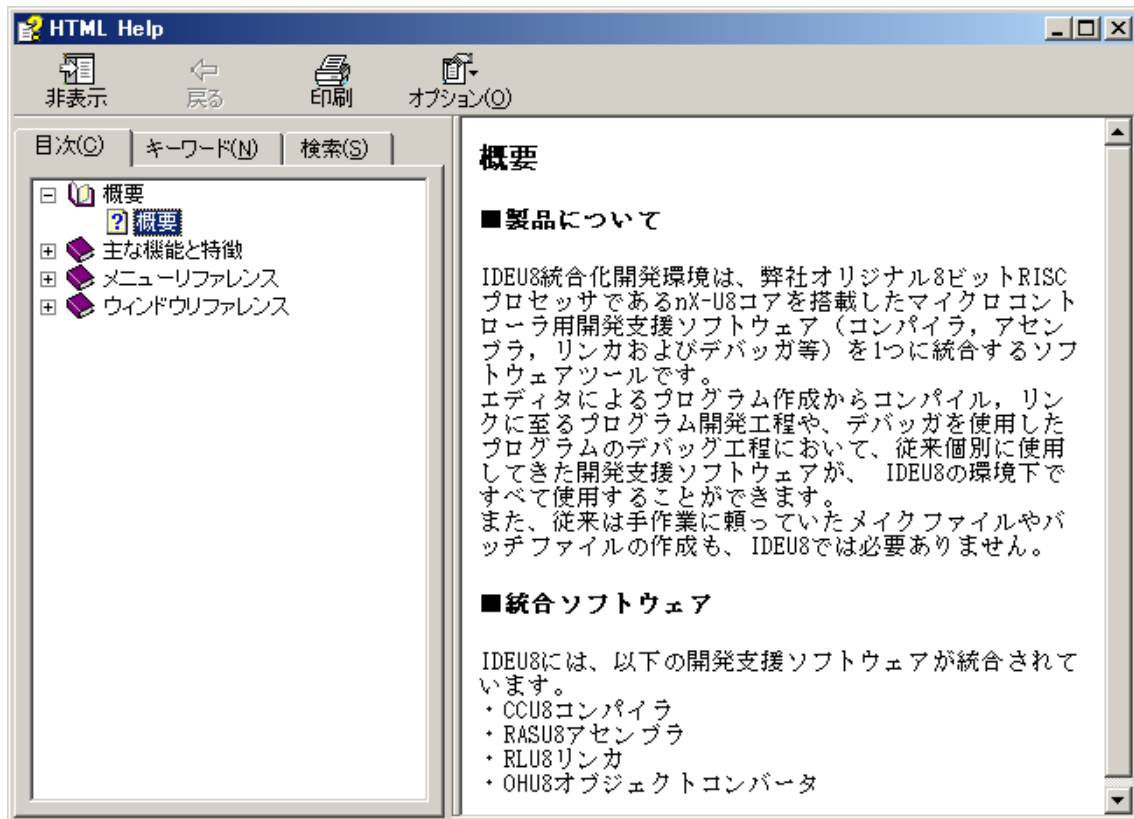 HTML Help
非表示
戻る
印刷
オプション(O)
目次(C)
キーワード(N)
検索(S)
概要
概要
主な機能と特徴
メニューリファレンス
ウィンドウリファレンス
概要
■製品について
IDEU8統合化開発環境は、弊社オリジナル8ビットRISC
プロセッサであるnX-U8コアを搭載したマイクロコント
ローラ用開発支援ソフトウェア（コンパイラ，アセン
ブラ，リンカおよびデバッガ等）を1つに統合するソフ
トウェアツールです。
エディタによるプログラム作成からコンパイル，リン
クに至るプログラム開発工程や、デバッガを使用した
プログラムのデバッグ工程において、従来個別に使用
してきた開発支援ソフトウェアが、 IDEU8の環境下で
すべて使用することができます。
また、従来は手作業に頼っていたメイクファイルやバ
ッチファイルの作成も、IDEU8では必要ありません。
■統合ソフトウェア
IDEU8には、以下の開発支援ソフトウェアが統合されて
います。
・CCU8コンパイラ
・RASU8アセンブラ
・RLU8リンカ
・OHU8オブジェクトコンバータ